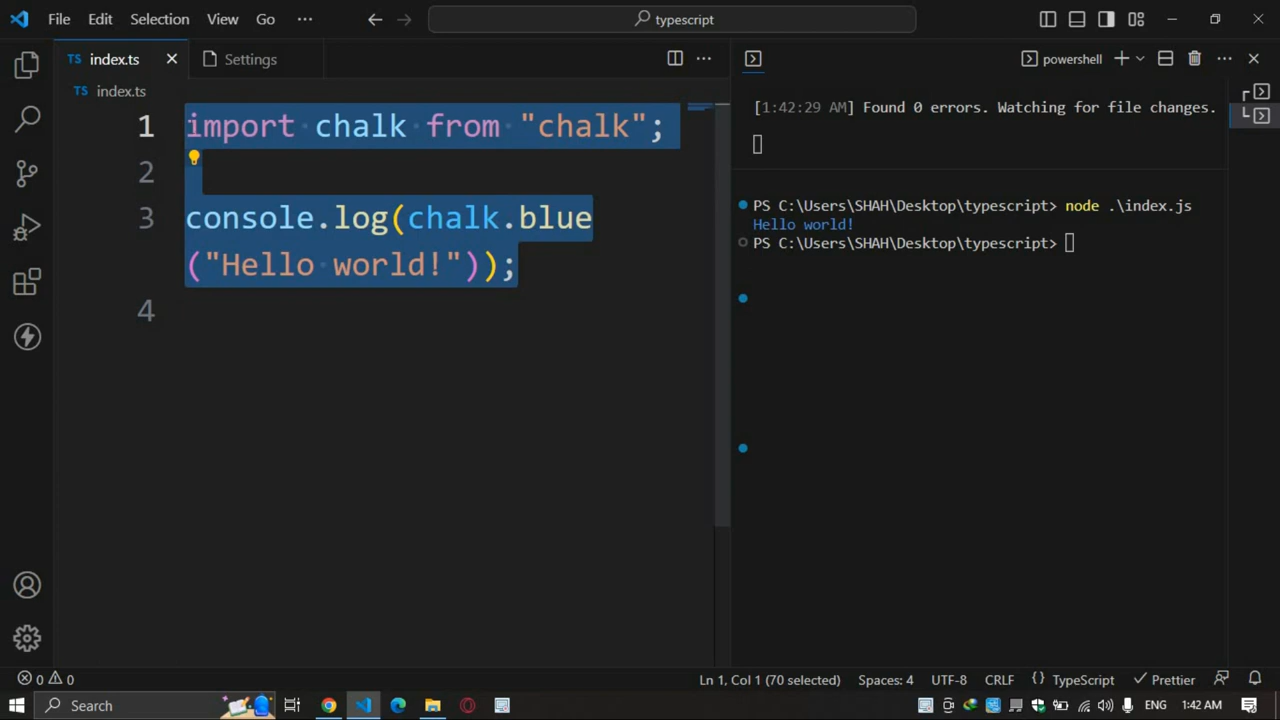 File Edit Selection View Go ··· typescript
TS index.ts Settings
powershell
TS index.ts
1 import chalk from "chalk";
2
3 console.log(chalk.blue
("Hello world!"));
4
[1:42:29 AM] Found 0 errors. Watching for file changes.
PS C:\Users\SHAH\Desktop\typescript> node .\index.js
Hello world!
PS C:\Users\SHAH\Desktop\typescript>
0 0 Ln 1, Col 1 (70 selected) Spaces: 4 UTF-8 CRLF {} TypeScript Prettier
Search ENG 1:42 AM